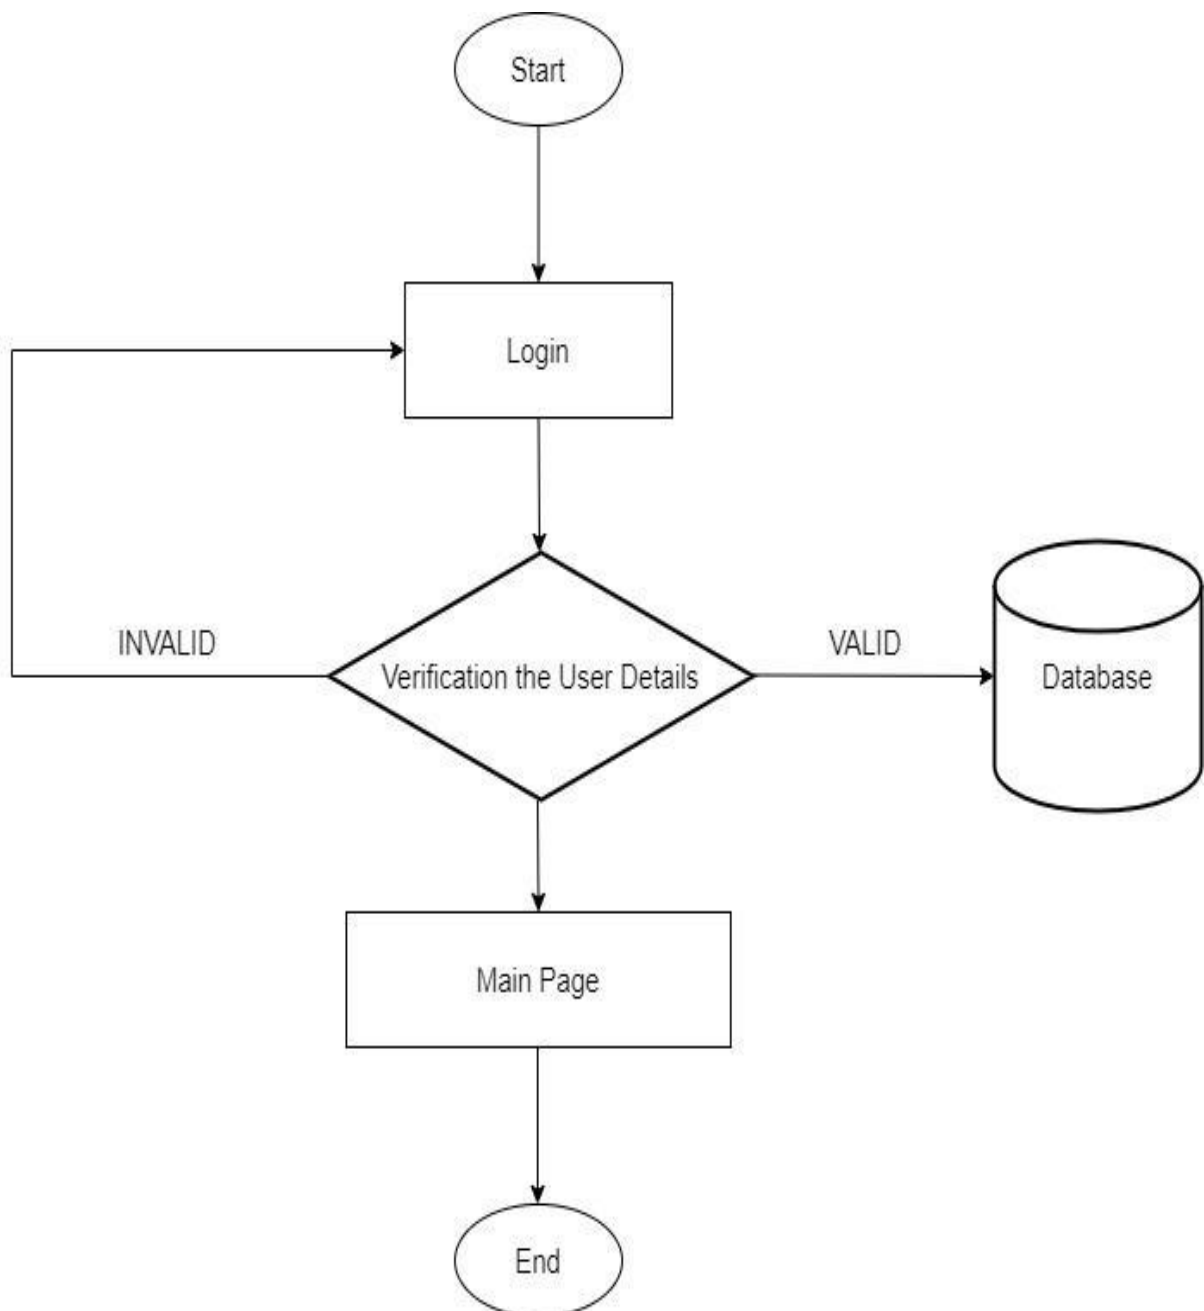 Start
Login
INVALID
Verification the User Details
VALID
Database
Main Page
End